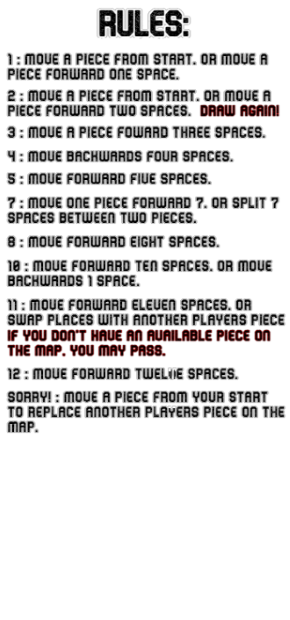 RULES:
1 : MOVE A PIECE FROM START. OR MOVE A
PIECE FORWARD ONE SPACE.
2 : MOVE A PIECE FROM START. OR MOVE A
PIECE FORWARD TWO SPACES. DRAW AGAIN!
3 : MOVE A PIECE FOWARD THREE SPACES.
4 : MOVE BACKWARDS FOUR SPACES.
5 : MOVE FORWARD FIVE SPACES.
7 : MOVE ONE PIECE FORWARD 7. OR SPLIT 7
SPACES BETWEEN TWO PIECES.
8 : MOVE FORWARD EIGHT SPACES.
10 : MOVE FORWARD TEN SPACES. OR MOVE
BACKWARDS 1 SPACE.
11 : MOVE FORWARD ELEVEN SPACES. OR
SWAP PLACES WITH ANOTHER PLAYERS PIECE
IF YOU DON'T HAVE AN AVAILABLE PIECE ON
THE MAP. YOU MAY PASS.
12 : MOVE FORWARD TWELVE SPACES.
SORRY! : MOVE A PIECE FROM YOUR START
TO REPLACE ANOTHER PLAYERS PIECE ON THE
MAP.